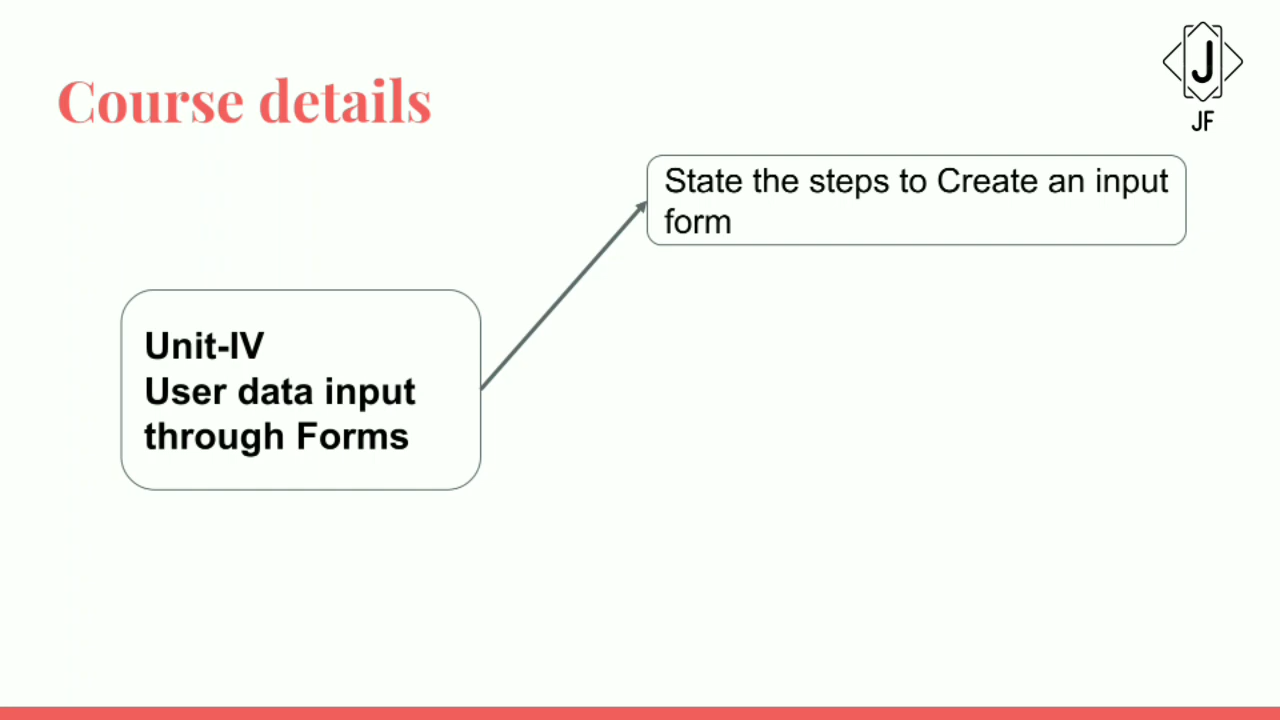 Course details
J
JF
State the steps to Create an input
form
Unit-IV
User data input
through Forms